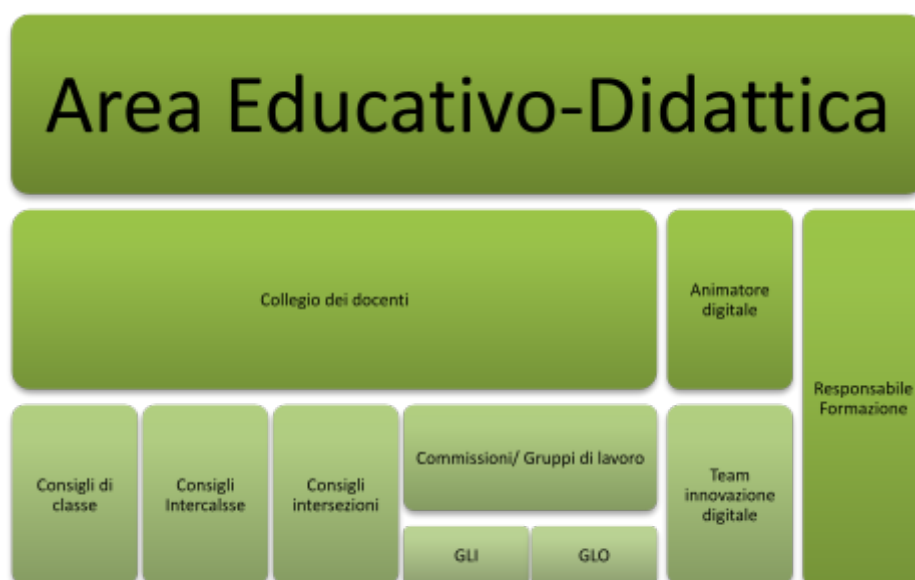 Area Educativo-Didattica
Collegio dei docenti
Animatore
digitale
Responsabile
Formazione
Consigli di
classe
Consigli
Intercalsse
Consigli
intersezioni
Commissioni/ Gruppi di lavoro
GLI
GLO
Team
innovazione
digitale